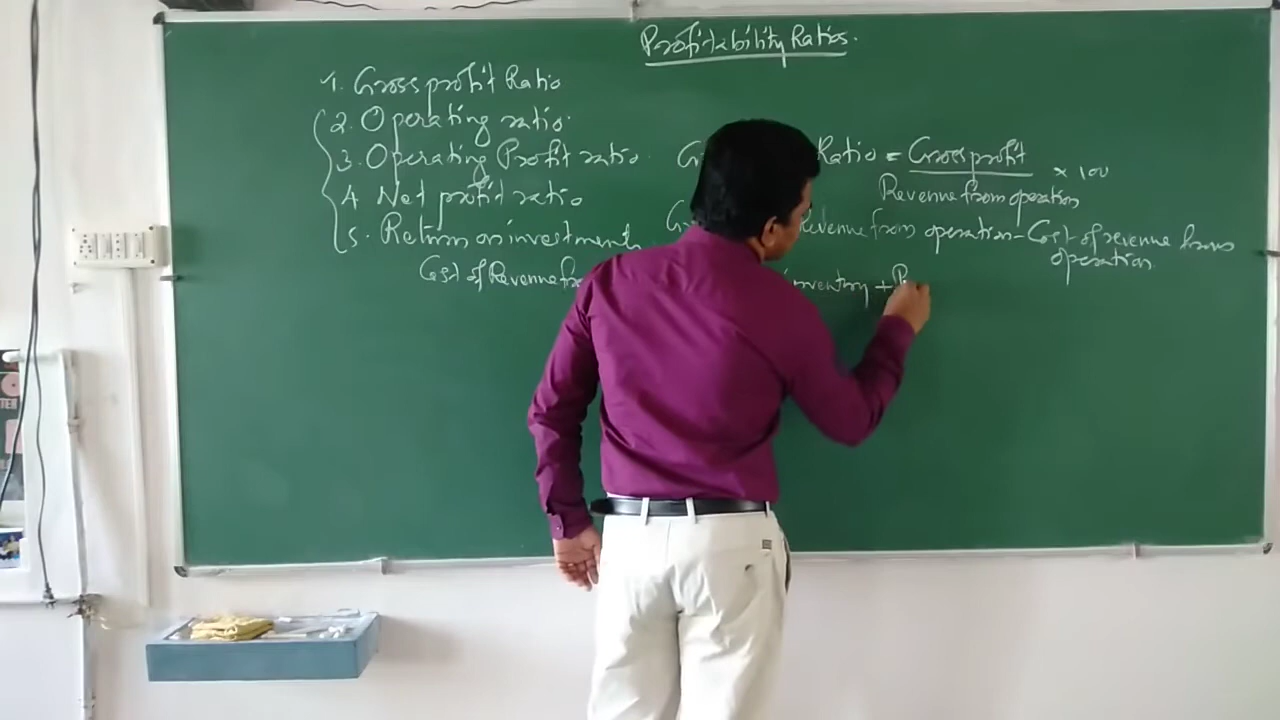 Profitability Ratios.
1. Gross profit Ratio
2. Operating ratio.
3. Operating Profit ratio
4. Net profit ratio
5. Return on investments
Ratio = Gross profit × 100
Revenue from operation
Revenue from operation - Cost of revenue from
operation.
Cost of Revenue from inventory + P